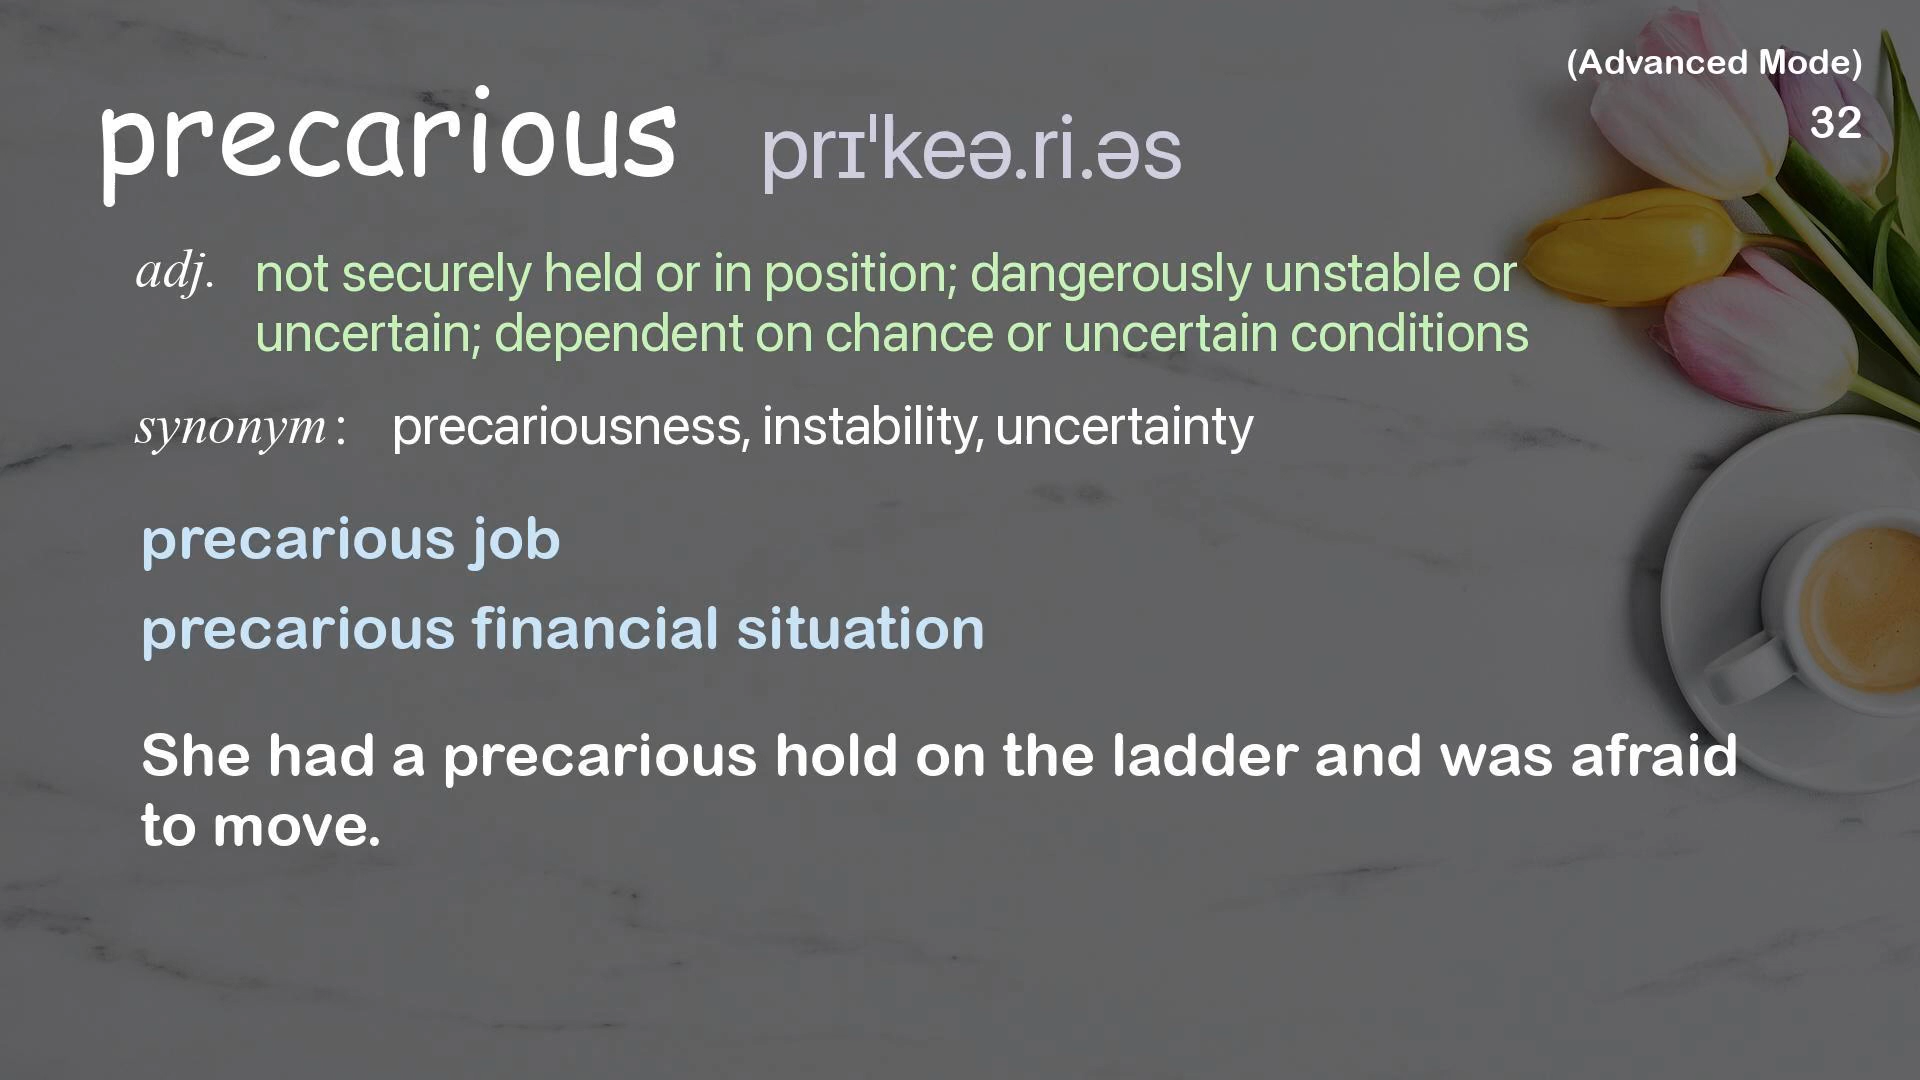 (Advanced Mode)
32
precarious prɪˈkeə.ri.əs
adj. not securely held or in position; dangerously unstable or
uncertain; dependent on chance or uncertain conditions
synonym : precariousness, instability, uncertainty
precarious job
precarious financial situation
She had a precarious hold on the ladder and was afraid
to move.